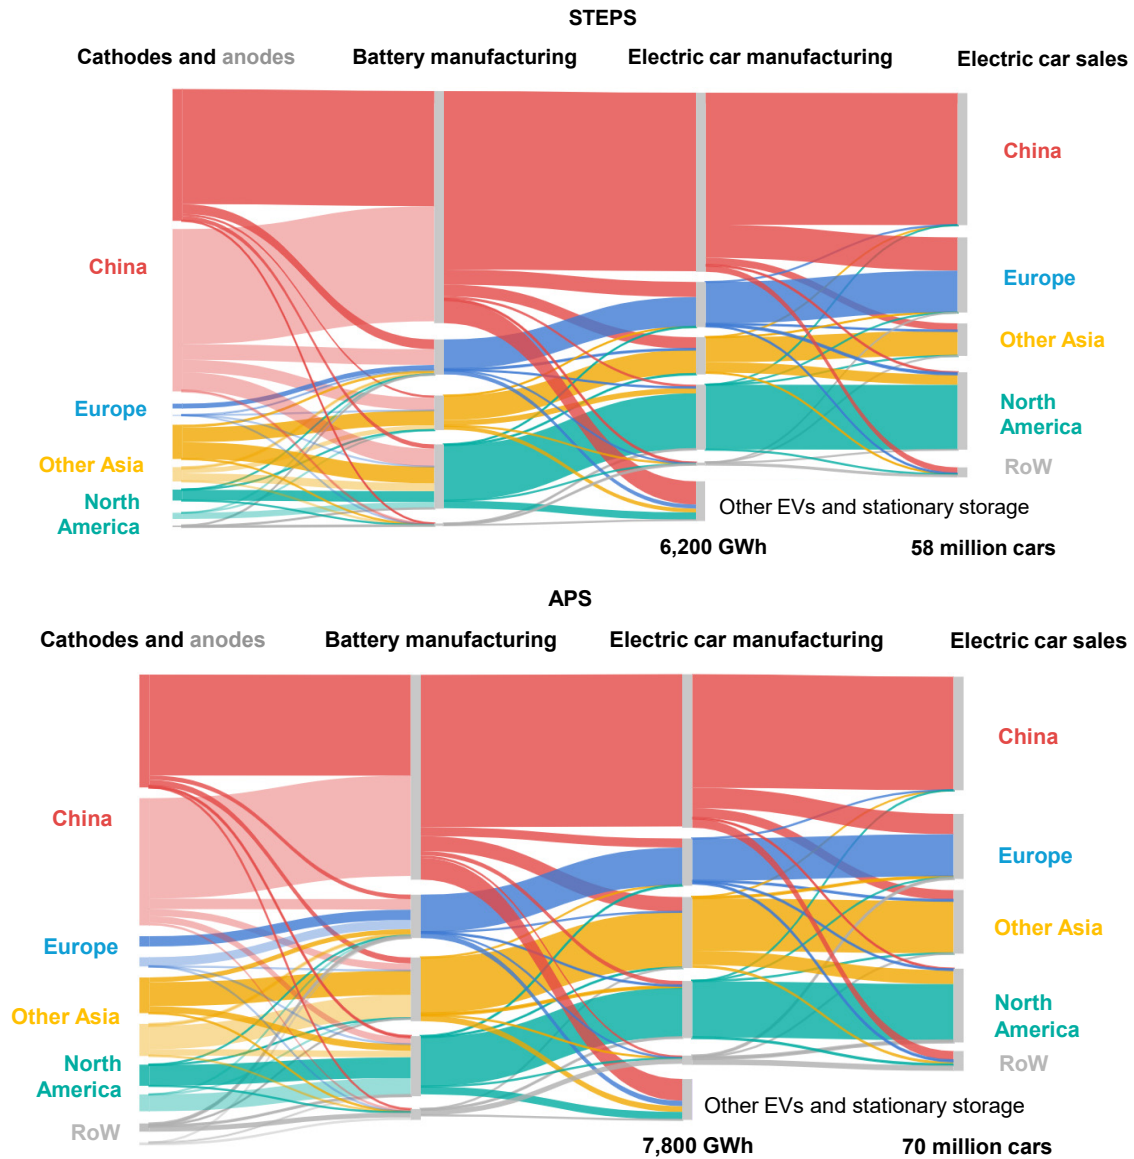 STEPS
Cathodes and anodes
Battery manufacturing
Electric car manufacturing
Electric car sales
China
China
Europe
Other Asia
Europe
North
America
Other Asia
RoW
North
America
Other EVs and stationary storage
6,200 GWh
58 million cars
APS
Cathodes and anodes
Battery manufacturing
Electric car manufacturing
Electric car sales
China
China
Europe
Other Asia
Europe
North
America
Other Asia
RoW
North
America
Other EVs and stationary storage
RoW
7,800 GWh
70 million cars